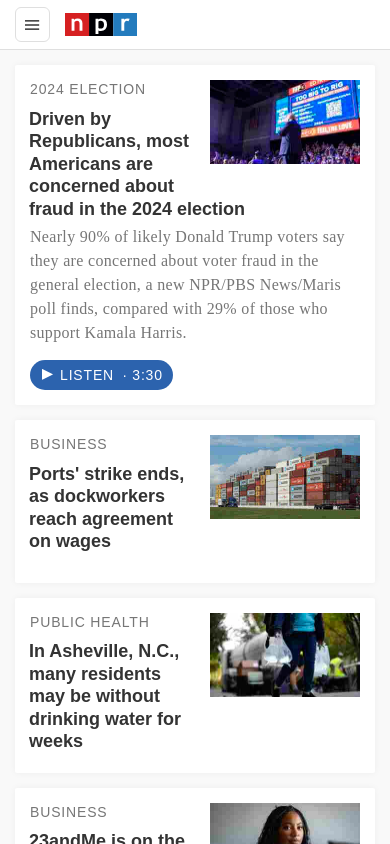 npr
2024 ELECTION
TOO BIG TO RIG
Driven by
Republicans, most
Americans are
concerned about
fraud in the 2024 election
Nearly 90% of likely Donald Trump voters say
they are concerned about voter fraud in the
general election, a new NPR/PBS News/Maris
poll finds, compared with 29% of those who
support Kamala Harris.
LISTEN · 3:30
BUSINESS
Ports' strike ends,
as dockworkers
reach agreement
on wages
PUBLIC HEALTH
In Asheville, N.C.,
many residents
may be without
drinking water for
weeks
BUSINESS
23andMe is on the